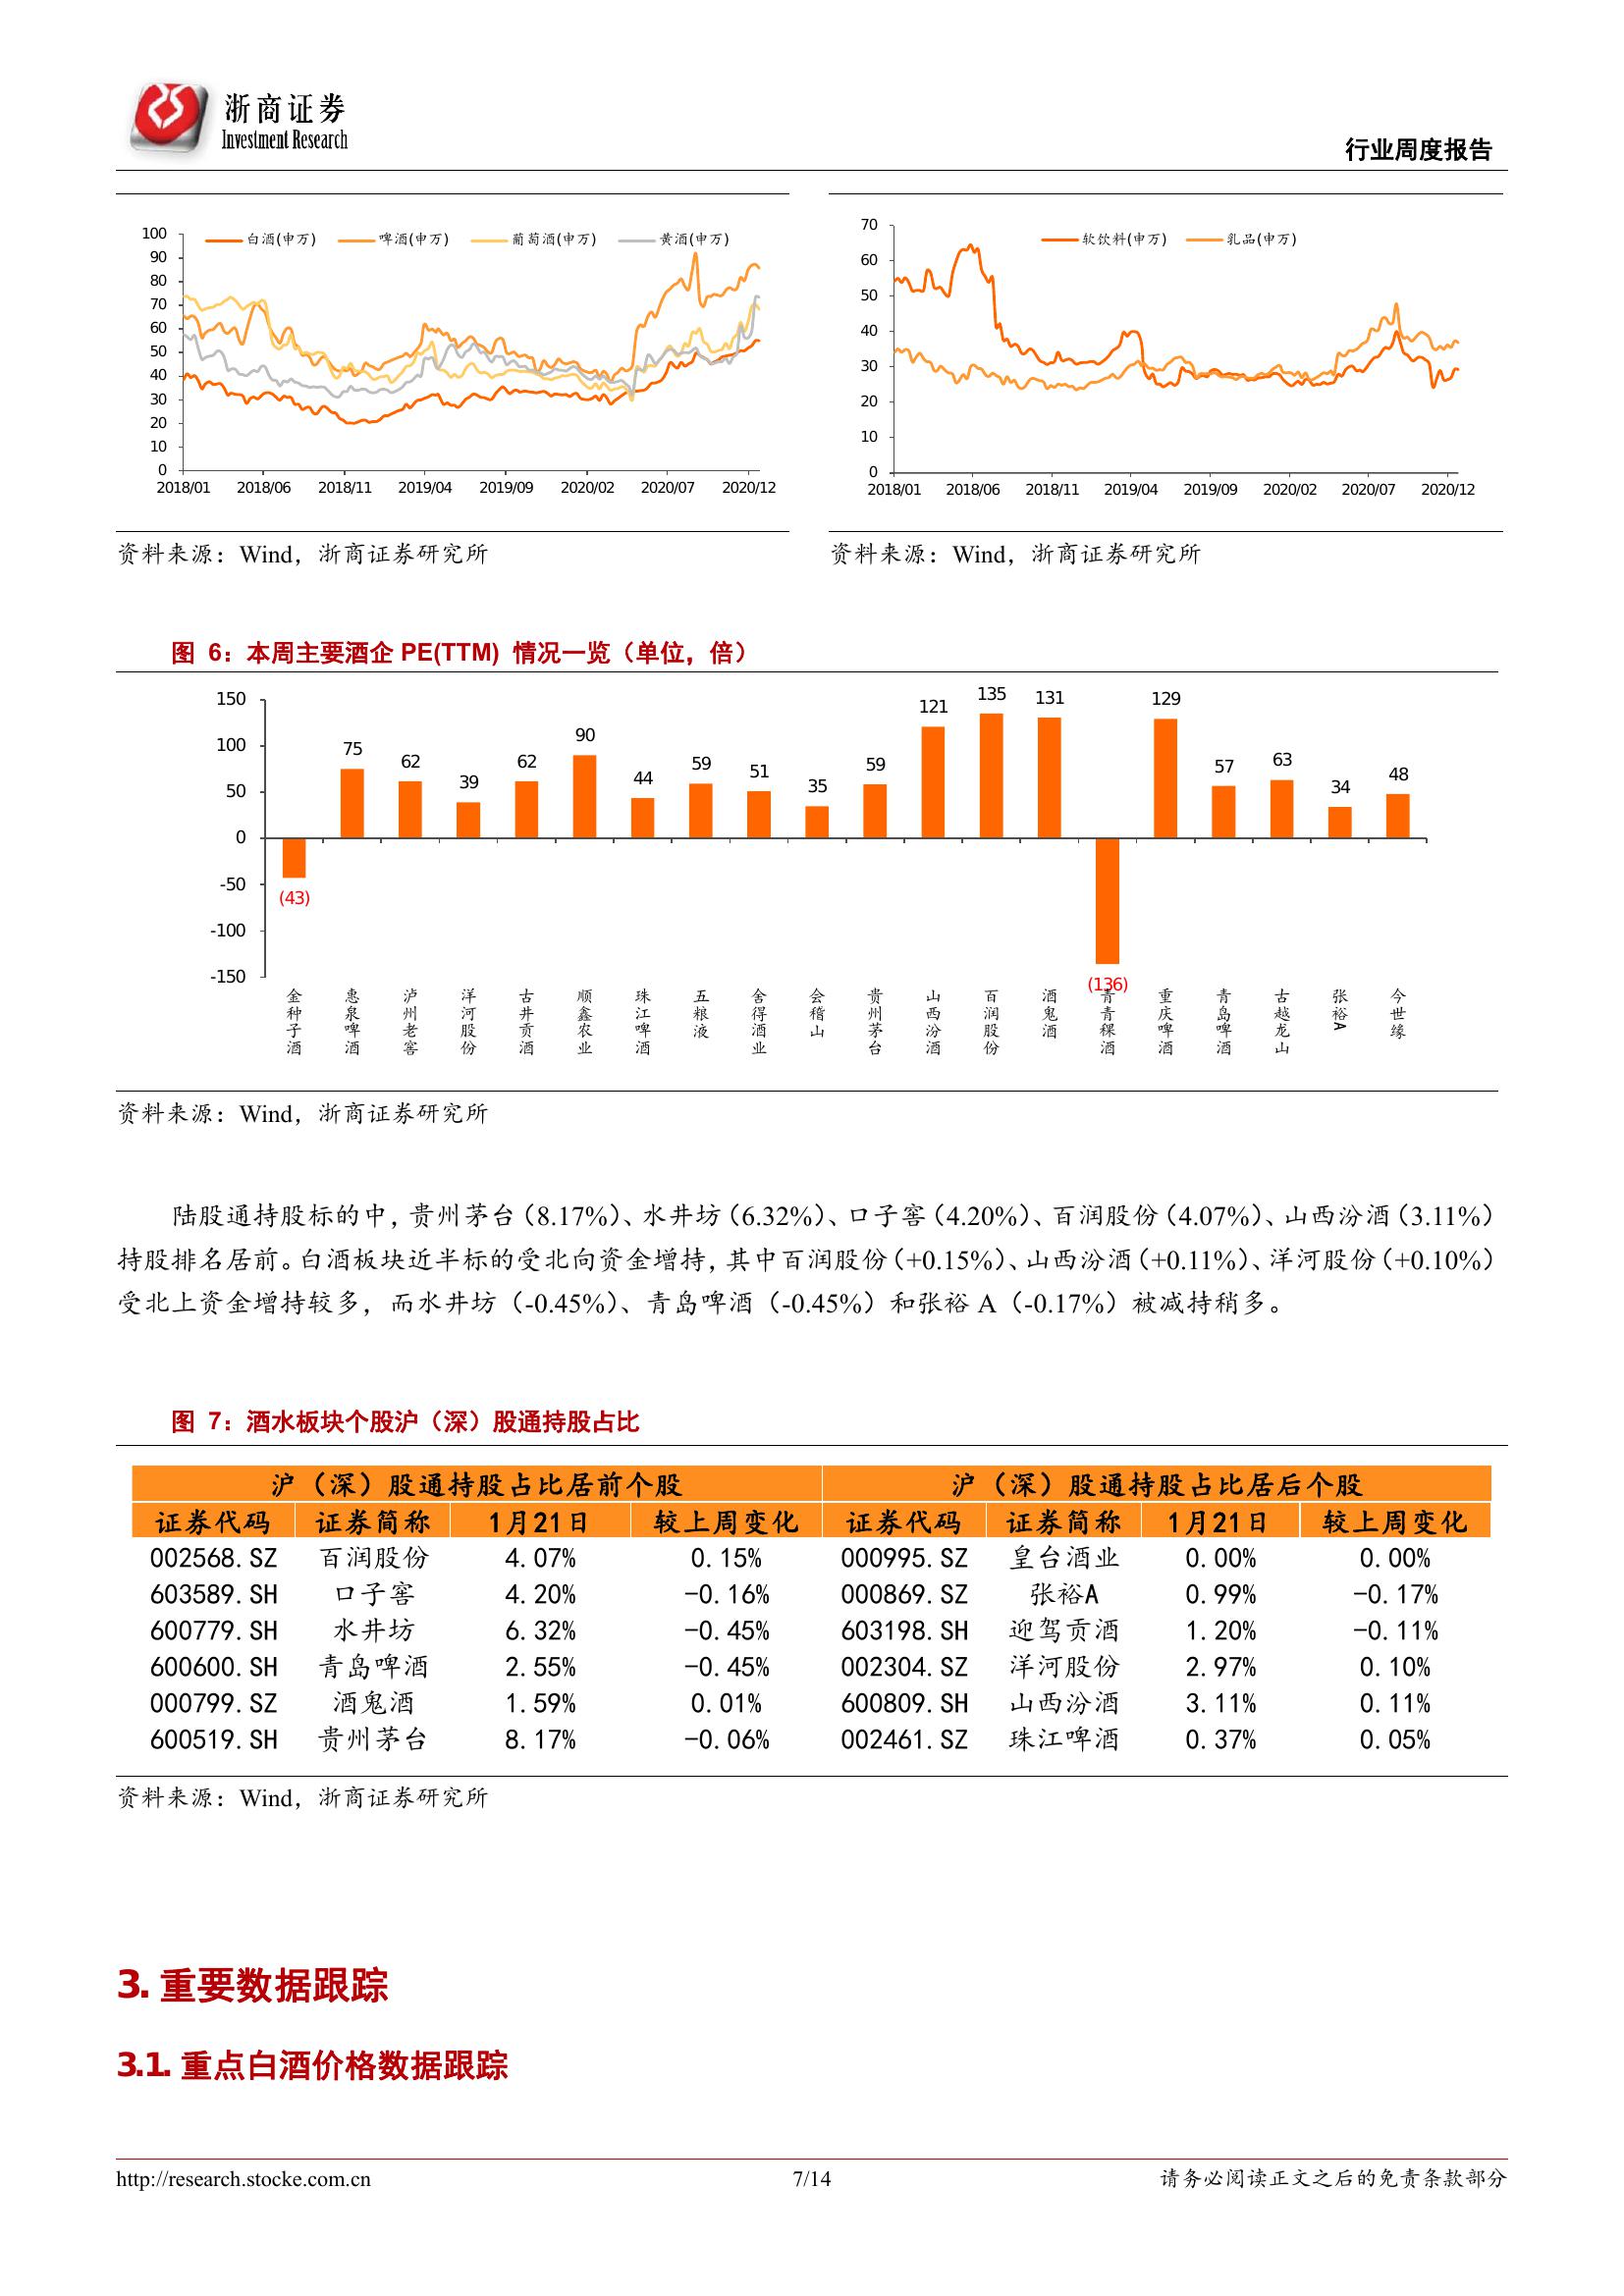 浙商证券
Investment Research
行业周度报告
白酒(申万) 啤酒(申万) 葡萄酒(申万) 黄酒(申万)
100
90
80
70
60
50
40
30
20
10
0
2018/01 2018/06 2018/11 2019/04 2019/09 2020/02 2020/07 2020/12
软饮料(申万) 乳品(申万)
70
60
50
40
30
20
10
0
2018/01 2018/06 2018/11 2019/04 2019/09 2020/02 2020/07 2020/12
资料来源：Wind，浙商证券研究所
资料来源：Wind，浙商证券研究所
图 6：本周主要酒企 PE(TTM) 情况一览（单位，倍）
150
100
50
0
-50
-100
-150
(43) 75 62 39 62 90 44 59 51 35 59 121 135 131 (136) 129 57 63 34 48
金种子酒 惠泉啤酒 泸州老窖 洋河股份 古井贡酒 顺鑫农业 珠江啤酒 五粮液 舍得酒业 会稽山 贵州茅台 山西汾酒 百润股份 酒鬼酒 青青稞酒 重庆啤酒 青岛啤酒 古越龙山 张裕A 今世缘
资料来源：Wind，浙商证券研究所
陆股通持股标的中，贵州茅台（8.17%）、水井坊（6.32%）、口子窖（4.20%）、百润股份（4.07%）、山西汾酒（3.11%）
持股排名居前。白酒板块近半标的受北向资金增持，其中百润股份（+0.15%）、山西汾酒（+0.11%）、洋河股份（+0.10%）
受北上资金增持较多，而水井坊（-0.45%）、青岛啤酒（-0.45%）和张裕 A（-0.17%）被减持稍多。
图 7：酒水板块个股沪（深）股通持股占比
沪（深）股通持股占比居前个股 沪（深）股通持股占比居后个股
证券代码 证券简称 1月21日 较上周变化 证券代码 证券简称 1月21日 较上周变化
002568.SZ 百润股份 4.07% 0.15% 000995.SZ 皇台酒业 0.00% 0.00%
603589.SH 口子窖 4.20% -0.16% 000869.SZ 张裕A 0.99% -0.17%
600779.SH 水井坊 6.32% -0.45% 603198.SH 迎驾贡酒 1.20% -0.11%
600600.SH 青岛啤酒 2.55% -0.45% 002304.SZ 洋河股份 2.97% 0.10%
000799.SZ 酒鬼酒 1.59% 0.01% 600809.SH 山西汾酒 3.11% 0.11%
600519.SH 贵州茅台 8.17% -0.06% 002461.SZ 珠江啤酒 0.37% 0.05%
资料来源：Wind，浙商证券研究所
3. 重要数据跟踪
3.1. 重点白酒价格数据跟踪
http://research.stocke.com.cn 7/14 请务必阅读正文之后的免责条款部分